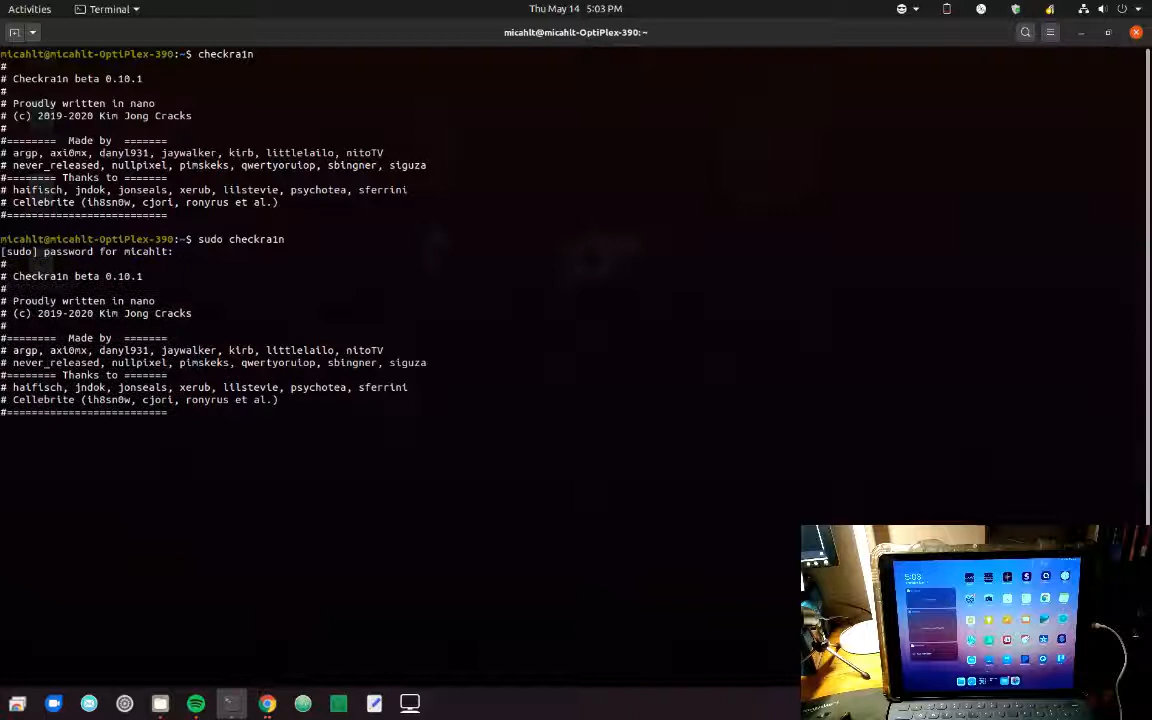 Activities
Terminal
Thu May 14 5:03 PM
micahlt@micahlt-OptiPlex-390: ~
micahlt@micahlt-OptiPlex-390:~$ checkra1n
#
# Checkra1n beta 0.10.1
#
# Proudly written in nano
# (c) 2019-2020 Kim Jong Cracks
#
#======== Made by =======
# argp, axi0mx, danyl931, jaywalker, kirb, littlelailo, nitoTV
# never_released, nullpixel, pimskeks, qwertyoruiop, sbingner, siguza
#======== Thanks to =======
# haifisch, jndok, jonseals, xerub, lilstevie, psychotea, sferrini
# Cellebrite (ih8sn0w, cjori, ronyrus et al.)
#==========================
micahlt@micahlt-OptiPlex-390:~$ sudo checkra1n
[sudo] password for micahlt:
#
# Checkra1n beta 0.10.1
#
# Proudly written in nano
# (c) 2019-2020 Kim Jong Cracks
#
#======== Made by =======
# argp, axi0mx, danyl931, jaywalker, kirb, littlelailo, nitoTV
# never_released, nullpixel, pimskeks, qwertyoruiop, sbingner, siguza
#======== Thanks to =======
# haifisch, jndok, jonseals, xerub, lilstevie, psychotea, sferrini
# Cellebrite (ih8sn0w, cjori, ronyrus et al.)
#==========================
5:03